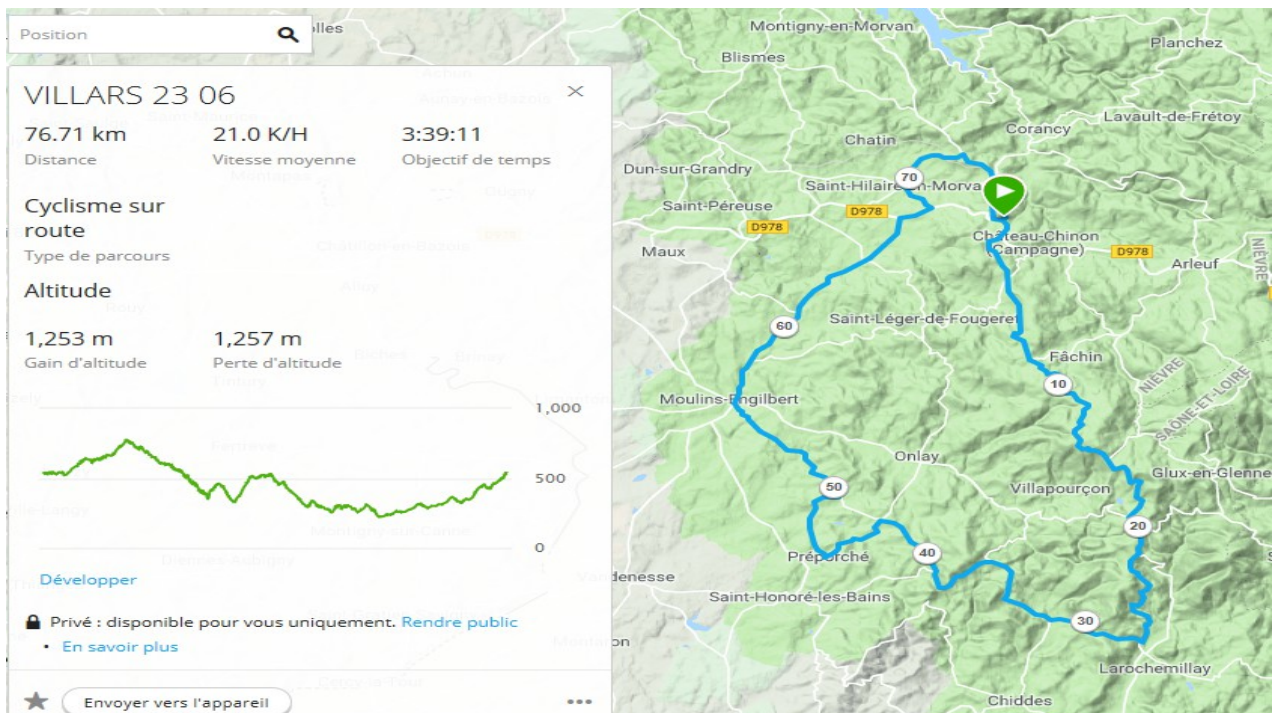 Position
VILLARS 23 06
76.71 km
21.0 K/H
3:39:11
Distance
Vitesse moyenne
Objectif de temps
Cyclisme sur
route
Type de parcours
Altitude
1,253 m
1,257 m
Gain d'altitude
Perte d'altitude
1,000
500
0
Développer
Privé : disponible pour vous uniquement. Rendre public
• En savoir plus
Envoyer vers l'appareil
Montigny-en-Morvan
Planchez
Blismes
Lavault-de-Frétoy
Corancy
Chatin
Dun-sur-Grandry
70
Saint-Hilaire-en-Morva
Saint-Péreuse
D978
D978
Château-Chinon
(Campagne)
D978
Maux
Arleuf
NIÈVRE
60
Saint-Léger-de-Fougeret
Fâchin
10
NIÈVRE
SAÔNE-ET-LOIRE
Moulins-Engilbert
Onlay
Glux-en-Glenne
50
Villapourçon
20
Préporché
40
Vandenesse
Saint-Honoré-les-Bains
30
Larochemillay
Chiddes